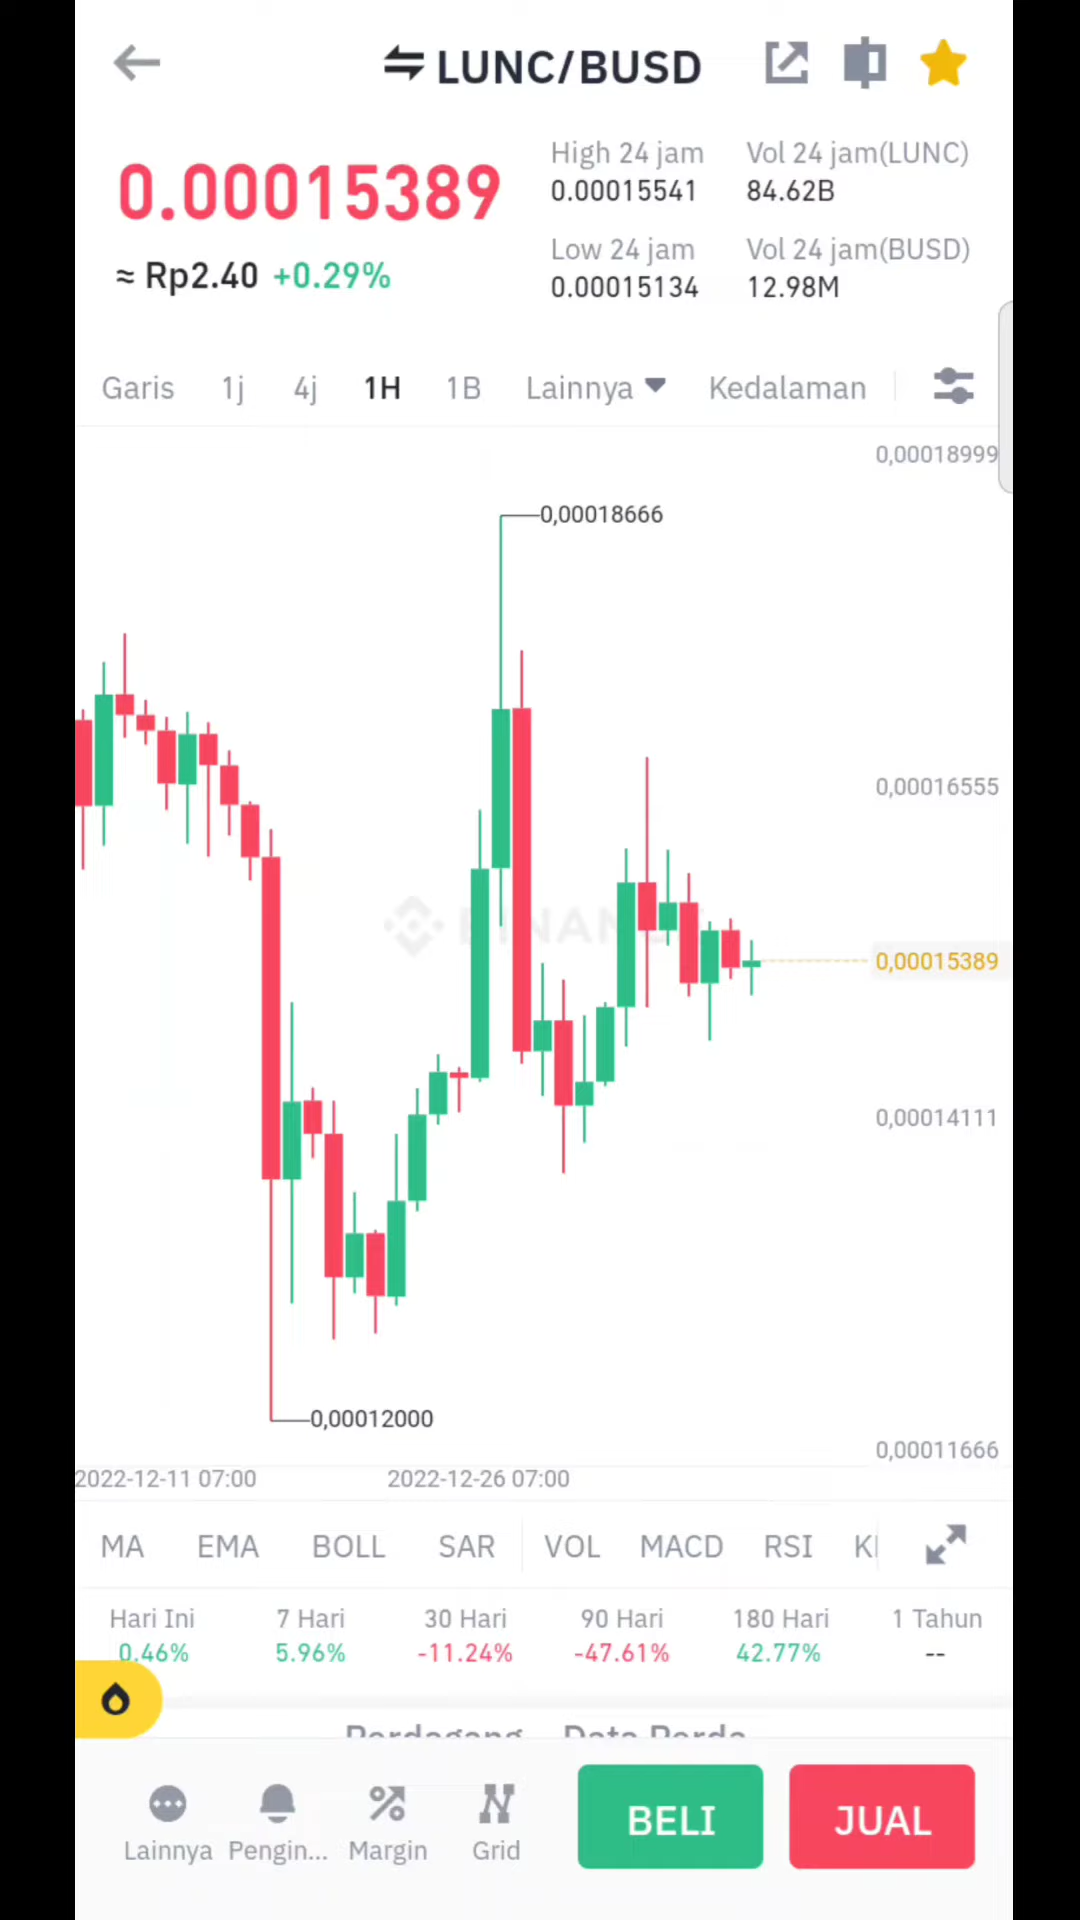 LUNC/BUSD
0.00015389
≈ Rp2.40 +0.29%
High 24 jam
0.00015541
Vol 24 jam(LUNC)
84.62B
Low 24 jam
0.00015134
Vol 24 jam(BUSD)
12.98M
Garis 1j 4j 1H 1B Lainnya Kedalaman
0,00018999
0,00018666
0,00016555
BINANCE
0,00015389
0,00014111
0,00012000
0,00011666
2022-12-11 07:00 2022-12-26 07:00
MA EMA BOLL SAR VOL MACD RSI
Hari Ini 7 Hari 30 Hari 90 Hari 180 Hari 1 Tahun
0.46% 5.96% -11.24% -47.61% 42.77% --
Lainnya Pengin... Margin Grid
BELI JUAL